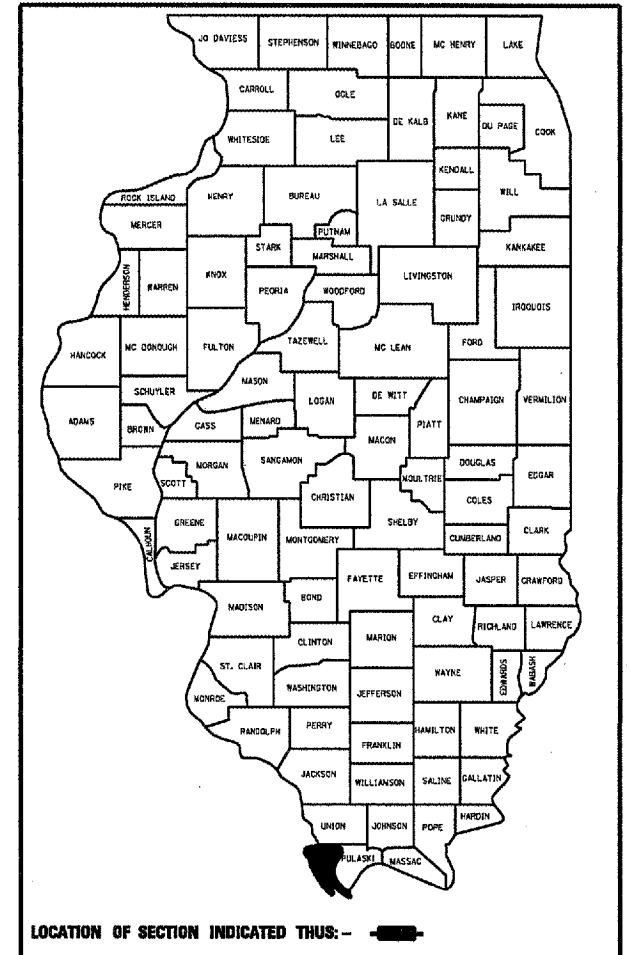 JO DAVIESS STEPHENSON WINNEBAGO BOONE MC HENRY LAKE
CARROLL OGLE
DE KALB KANE DU PAGE COOK
WHITESIDE LEE
KENDALL
ROCK ISLAND HENRY BUREAU LA SALLE WILL
MERCER PUTNAM GRUNDY
STARK MARSHALL KANKAKEE
HENDERSON WARREN KNOX PEORIA WOODFORD LIVINGSTON IROQUOIS
HANCOCK MC DONOUGH FULTON TAZEWELL MC LEAN FORD
SCHUYLER MASON
ADAMS BROWN LOGAN DE WITT CHAMPAIGN VERMILION
CASS MENARD MACON PIATT
PIKE SCOTT MORGAN SANGAMON DOUGLAS EDGAR
CHRISTIAN MOULTRIE COLES
CALHOUN GREENE MACOUPIN MONTGOMERY SHELBY CUMBERLAND CLARK
JERSEY
FAYETTE EFFINGHAM JASPER CRAWFORD
MADISON BOND
CLAY RICHLAND LAWRENCE
CLINTON MARION
ST. CLAIR WAYNE EDWARDS WABASH
WASHINGTON JEFFERSON
MONROE
RANDOLPH PERRY HAMILTON WHITE
FRANKLIN
JACKSON WILLIAMSON SALINE GALLATIN
HARDIN
UNION JOHNSON POPE
PULASKI MASSAC
LOCATION OF SECTION INDICATED THUS:-